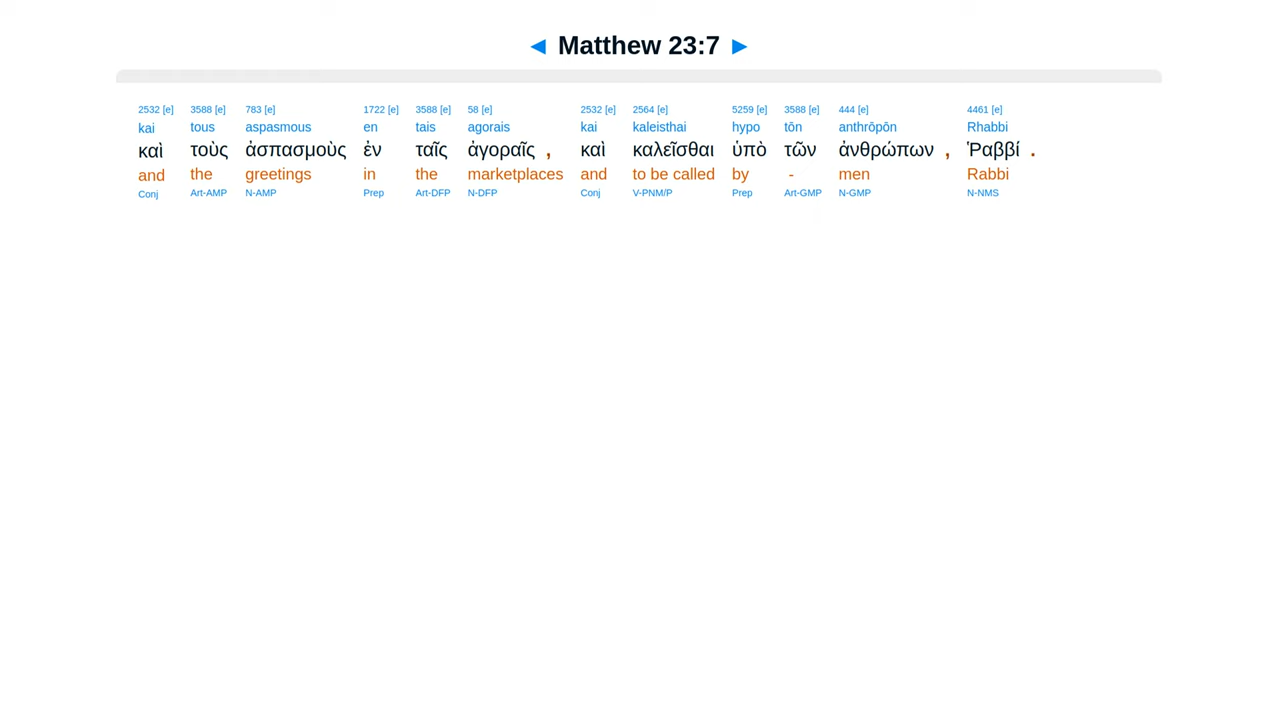 ◄ Matthew 23:7 ►
2532 [e] 3588 [e] 783 [e] 1722 [e] 3588 [e] 58 [e] 2532 [e] 2564 [e] 5259 [e] 3588 [e] 444 [e] 4461 [e]
kai tous aspasmous en tais agorais kai kaleisthai hypo tōn anthrōpōn Rhabbi
καὶ τοὺς ἀσπασμοὺς ἐν ταῖς ἀγοραῖς , καὶ καλεῖσθαι ὑπὸ τῶν ἀνθρώπων , Ῥαββί .
and the greetings in the marketplaces and to be called by - men Rabbi
Conj Art-AMP N-AMP Prep Art-DFP N-DFP Conj V-PNM/P Prep Art-GMP N-GMP N-NMS